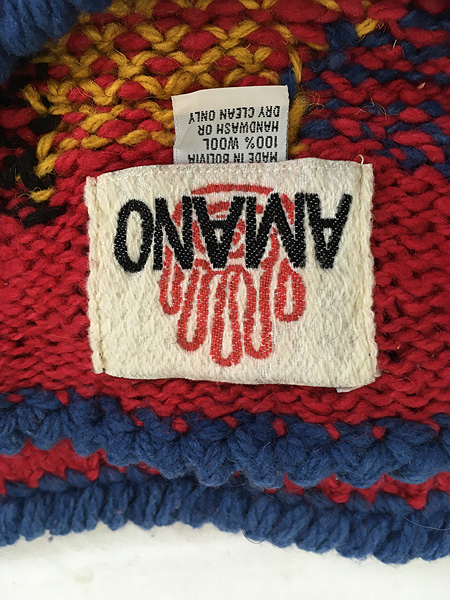 AMANO
MADE IN BOLIVIA
100% WOOL
HANDWASH OR
DRY CLEAN ONLY